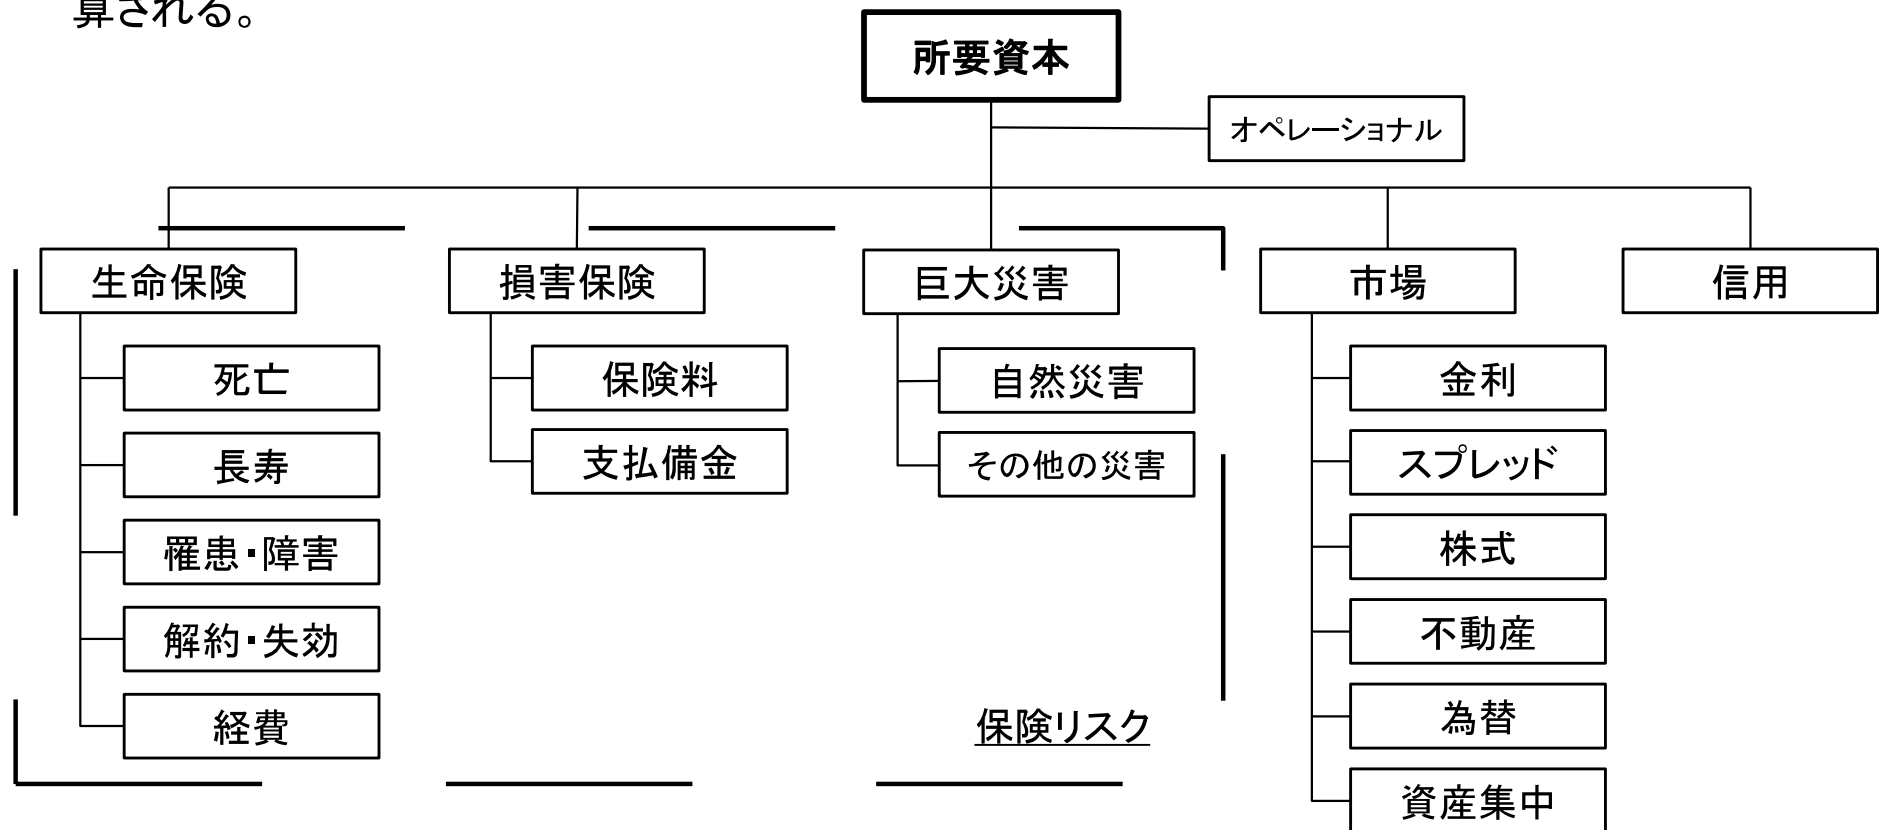 算される。
所要資本
オペレーショナル
生命保険
死亡
長寿
罹患・障害
解約・失効
経費
損害保険
保険料
支払備金
巨大災害
自然災害
その他の災害
保険リスク
市場
金利
スプレッド
株式
不動産
為替
資産集中
信用